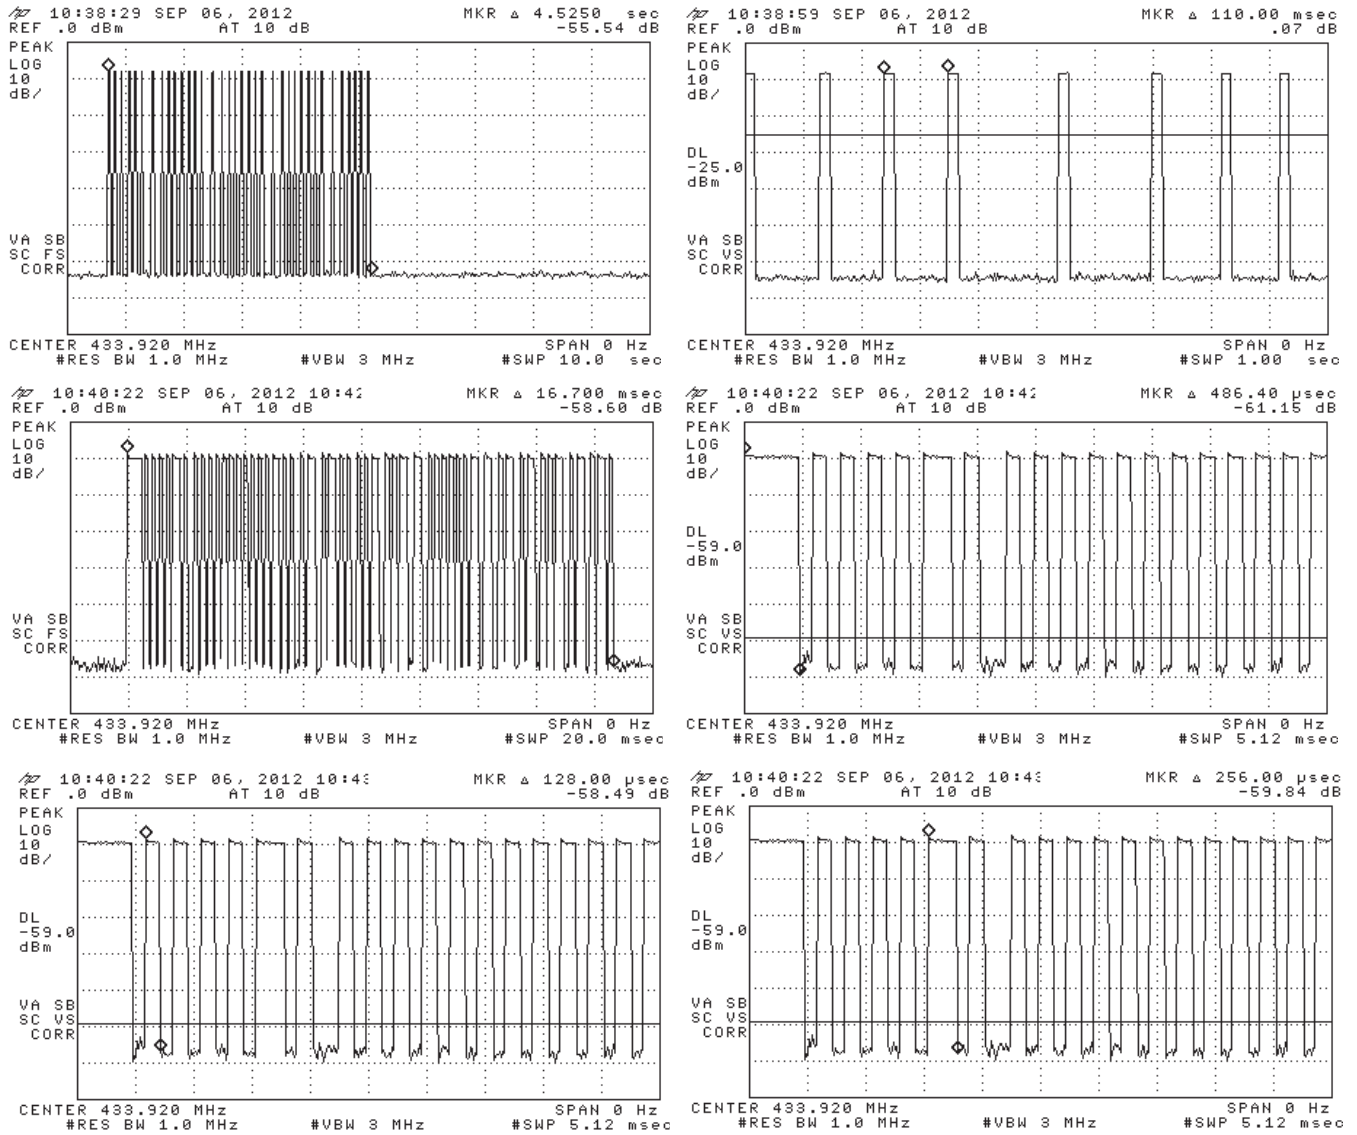 hp 10:38:29 SEP 06, 2012 MKR Δ 4.5250 sec
REF .0 dBm AT 10 dB -55.54 dB
PEAK
LOG
10
dB/
VA SB
SC FS
CORR
CENTER 433.920 MHz SPAN 0 Hz
#RES BW 1.0 MHz #VBW 3 MHz #SWP 10.0 sec
hp 10:38:59 SEP 06, 2012 MKR Δ 110.00 msec
REF .0 dBm AT 10 dB .07 dB
PEAK
LOG
10
dB/
DL
-25.0
dBm
VA SB
SC VS
CORR
CENTER 433.920 MHz SPAN 0 Hz
#RES BW 1.0 MHz #VBW 3 MHz #SWP 1.00 sec
hp 10:40:22 SEP 06, 2012 10:42 MKR Δ 16.700 msec
REF .0 dBm AT 10 dB -58.60 dB
PEAK
LOG
10
dB/
VA SB
SC FS
CORR
CENTER 433.920 MHz SPAN 0 Hz
#RES BW 1.0 MHz #VBW 3 MHz #SWP 20.0 msec
hp 10:40:22 SEP 06, 2012 10:42 MKR Δ 486.40 μsec
REF .0 dBm AT 10 dB -61.15 dB
PEAK
LOG
10
dB/
DL
-59.0
dBm
VA SB
SC VS
CORR
CENTER 433.920 MHz SPAN 0 Hz
#RES BW 1.0 MHz #VBW 3 MHz #SWP 5.12 msec
hp 10:40:22 SEP 06, 2012 10:43 MKR Δ 128.00 μsec
REF .0 dBm AT 10 dB -58.49 dB
PEAK
LOG
10
dB/
DL
-59.0
dBm
VA SB
SC VS
CORR
CENTER 433.920 MHz SPAN 0 Hz
#RES BW 1.0 MHz #VBW 3 MHz #SWP 5.12 msec
hp 10:40:22 SEP 06, 2012 10:43 MKR Δ 256.00 μsec
REF .0 dBm AT 10 dB -59.84 dB
PEAK
LOG
10
dB/
DL
-59.0
dBm
VA SB
SC VS
CORR
CENTER 433.920 MHz SPAN 0 Hz
#RES BW 1.0 MHz #VBW 3 MHz #SWP 5.12 msec